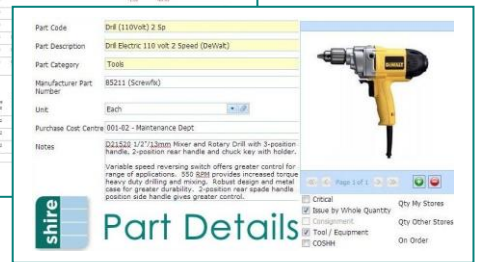 Part Code Drill (110Volt) 2 Sp
Part Description Drill Electric 110 volt 2 Speed (DeWalt)
Part Category Tools
Manufacturer Part Number 85211 (Screwfix)
Unit Each
Purchase Cost Centre 001-02 - Maintenance Dept
Notes D21520 1/2"/13mm Mixer and Rotary Drill with 3-position
handle, 2-position rear handle and chuck key with holder.
Variable speed reversing switch offers greater control for
range of applications. 550 RPM provides increased torque
heavy duty drilling and mixing. Robust design and metal
case for greater durability. 2-position rear spade handle
position side handle gives greater control.
DEWALT
Page 1 of 1
Critical
Issue by Whole Quantity
Consignment
Tool / Equipment
COSHH
Qty My Stores
Qty Other Stores
On Order
shire
Part Details